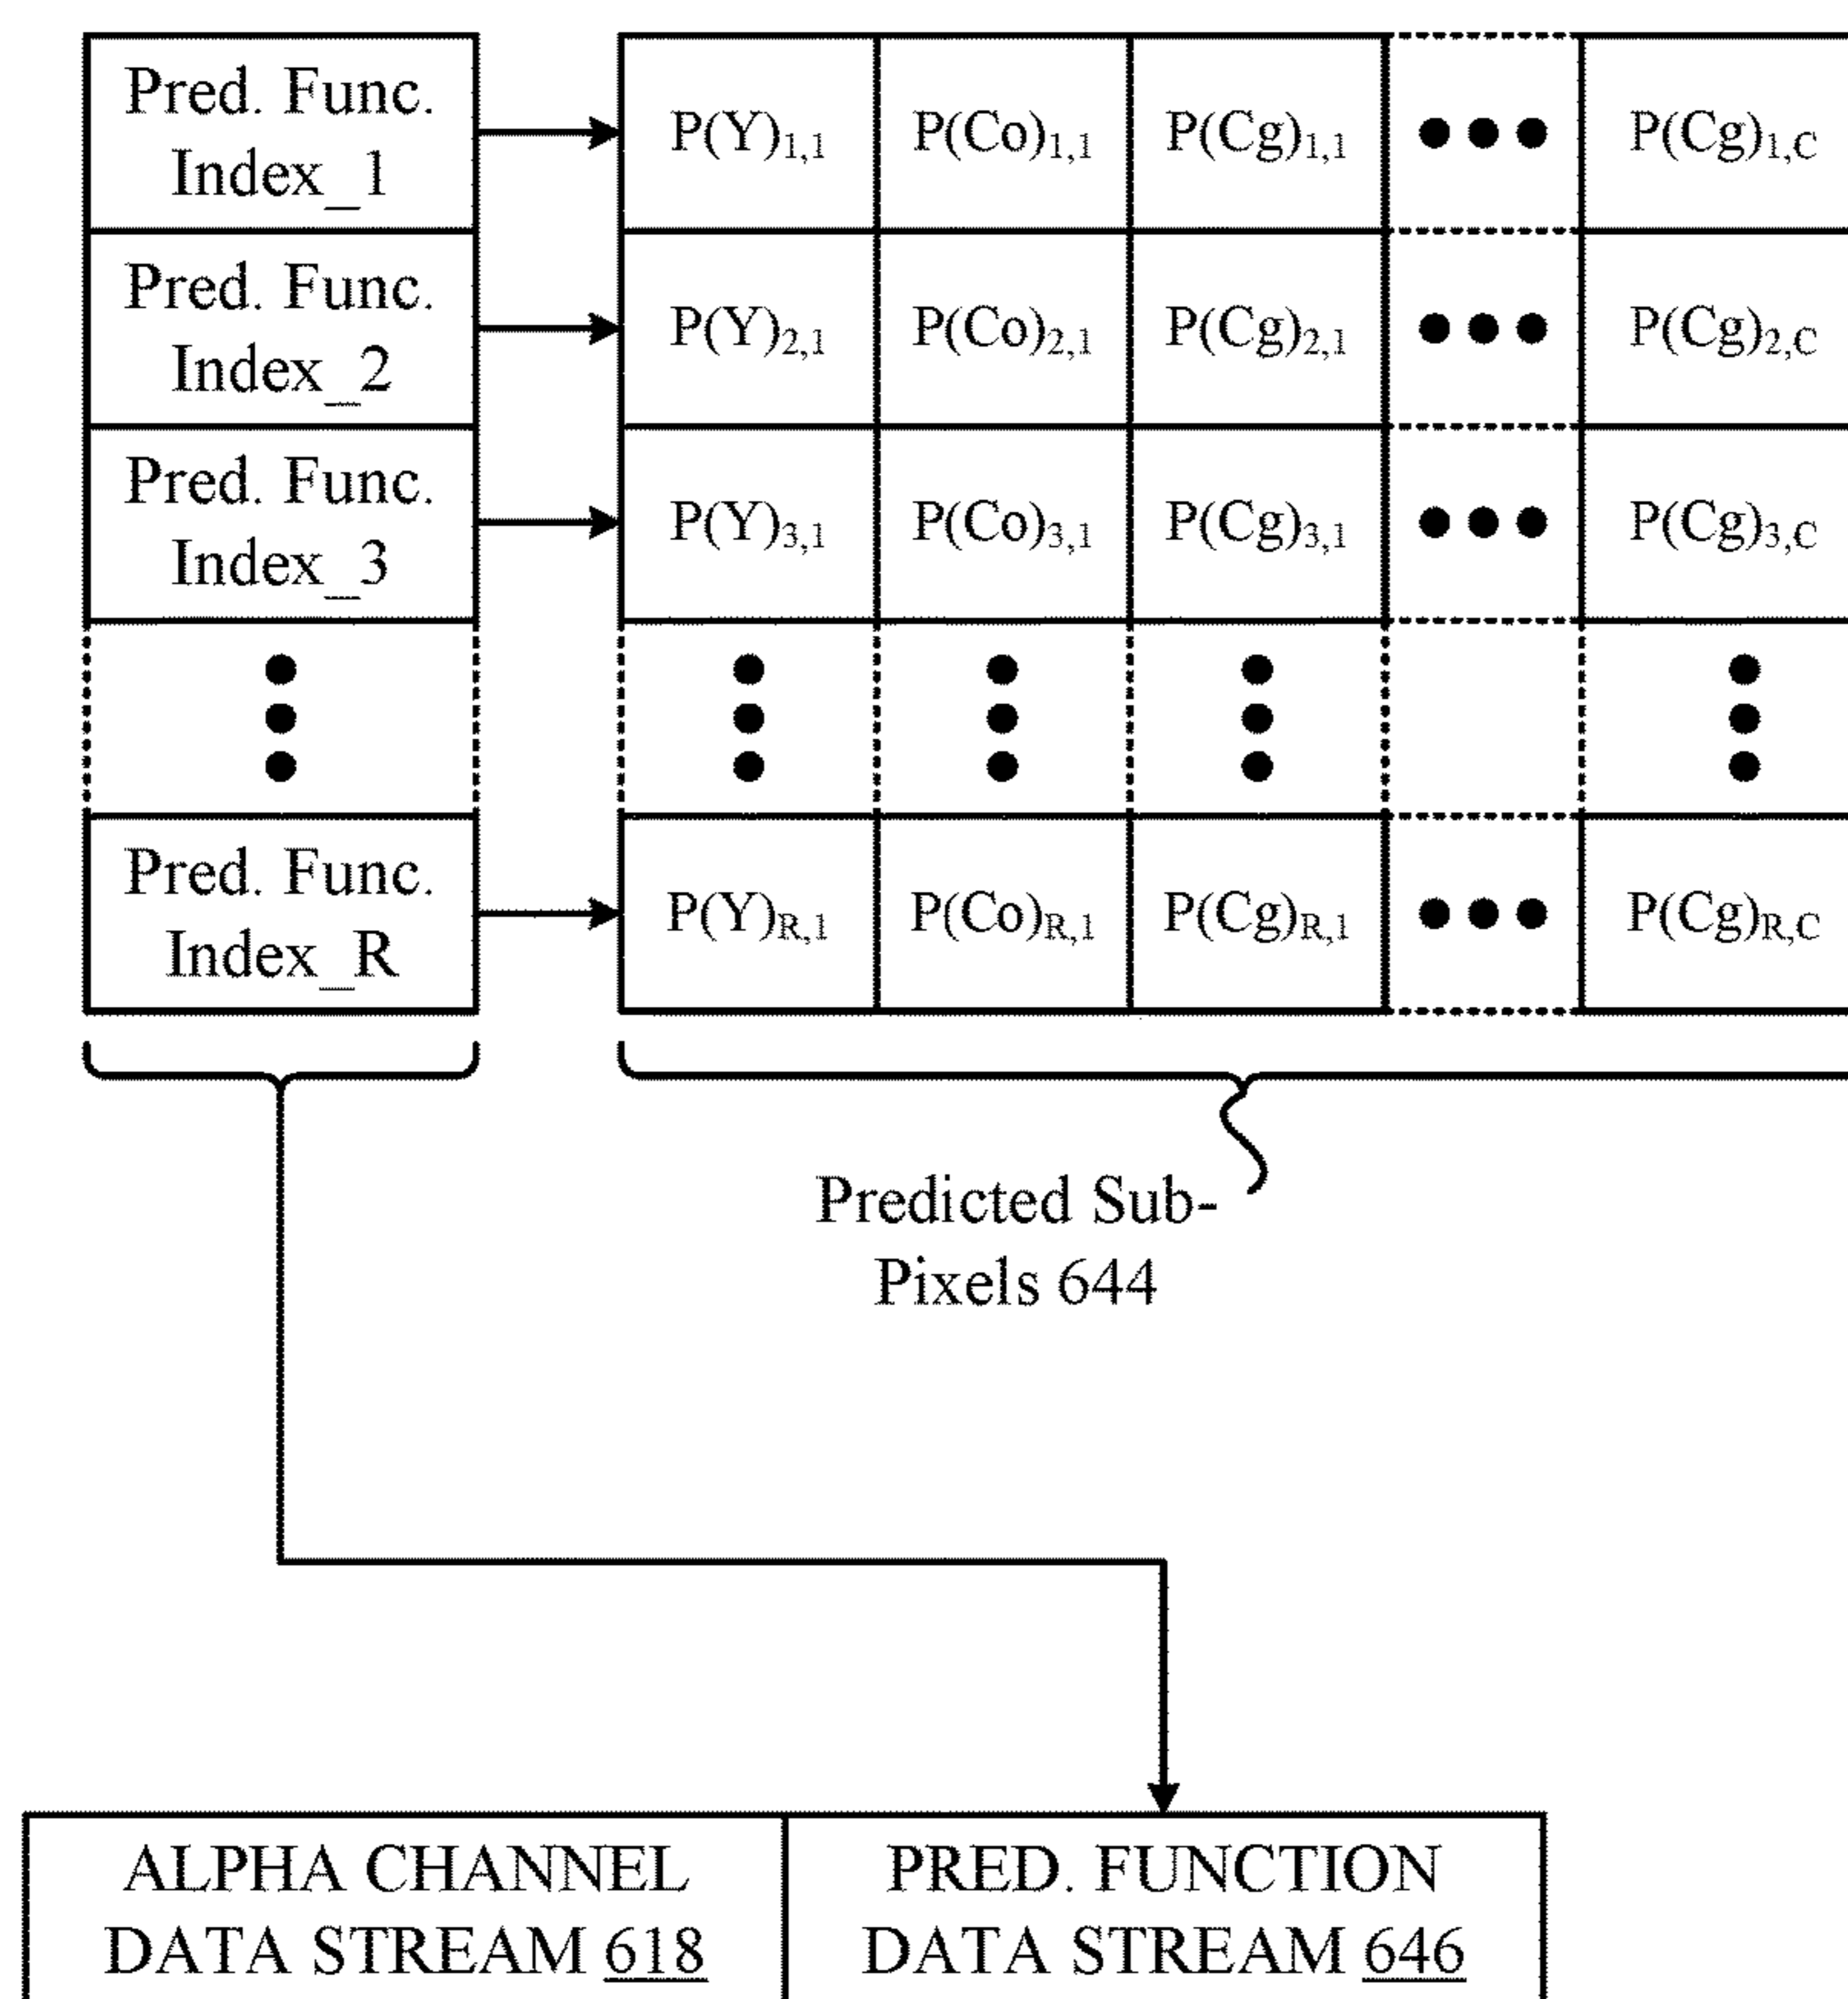 Pred. Func.
Index_1
P(Y)1,1 P(Co)1,1 P(Cg)1,1 ●●● P(Cg)1,C
Pred. Func.
Index_2
P(Y)2,1 P(Co)2,1 P(Cg)2,1 ●●● P(Cg)2,C
Pred. Func.
Index_3
P(Y)3,1 P(Co)3,1 P(Cg)3,1 ●●● P(Cg)3,C
Pred. Func.
Index_R
P(Y)R,1 P(Co)R,1 P(Cg)R,1 ●●● P(Cg)R,C
Predicted Sub-
Pixels 644
ALPHA CHANNEL
DATA STREAM 618
PRED. FUNCTION
DATA STREAM 646